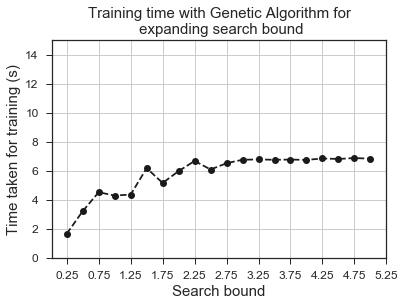 Training time with Genetic Algorithm for
expanding search bound
Time taken for training (s)
14
12
10
8
6
4
2
0
0.25 0.75 1.25 1.75 2.25 2.75 3.25 3.75 4.25 4.75 5.25
Search bound